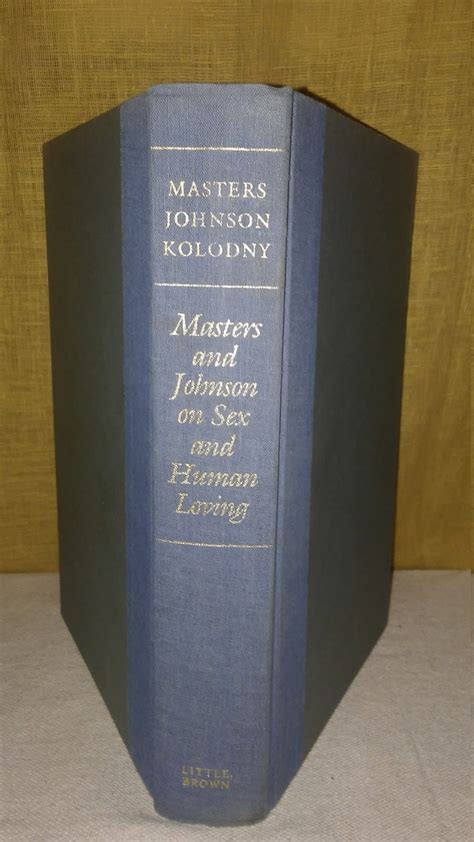 MASTERS
JOHNSON
KOLODNY
Masters
and
Johnson
on Sex
and
Human
Loving
LITTLE,
BROWN